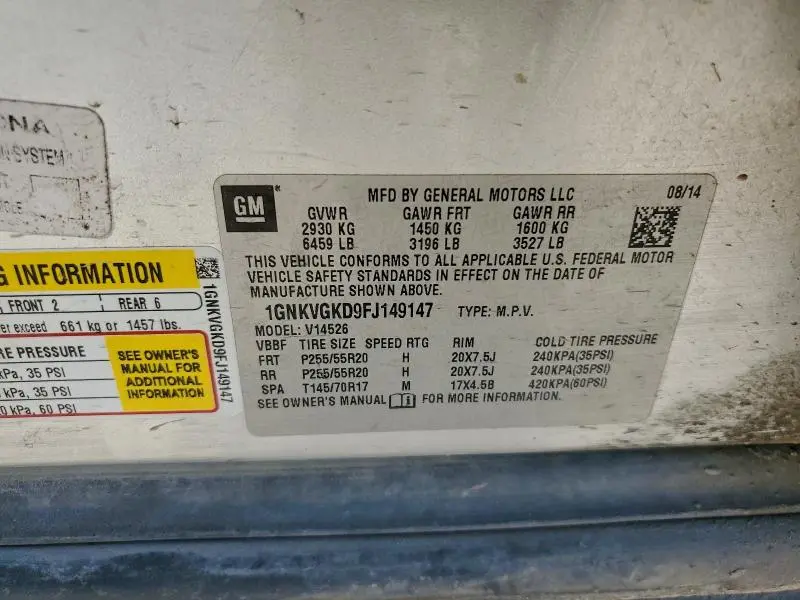 NA
N SYSTEM
GM
MFD BY GENERAL MOTORS LLC 08/14
GVWR GAWR FRT GAWR RR
2930 KG 1450 KG 1600 KG
6459 LB 3196 LB 3527 LB
THIS VEHICLE CONFORMS TO ALL APPLICABLE U.S. FEDERAL MOTOR
VEHICLE SAFETY STANDARDS IN EFFECT ON THE DATE OF
MANUFACTURE SHOWN ABOVE.
1GNKVGKD9FJ149147 TYPE: M.P.V.
MODEL: V14526
VBBF TIRE SIZE SPEED RTG RIM COLD TIRE PRESSURE
FRT P255/55R20 H 20X7.5J 240KPA(35PSI)
RR P255/55R20 H 20X7.5J 240KPA(35PSI)
SPA T145/70R17 M 17X4.5B 420KPA(60PSI)
SEE OWNER'S MANUAL i FOR MORE INFORMATION.
G INFORMATION
FRONT 2 REAR 6
er exceed 661 kg or 1457 lbs.
RE PRESSURE
kPa, 35 PSI
kPa, 35 PSI
0 kPa, 60 PSI
SEE OWNER'S
MANUAL FOR
ADDITIONAL
INFORMATION
1GNKVGKD9FJ149147